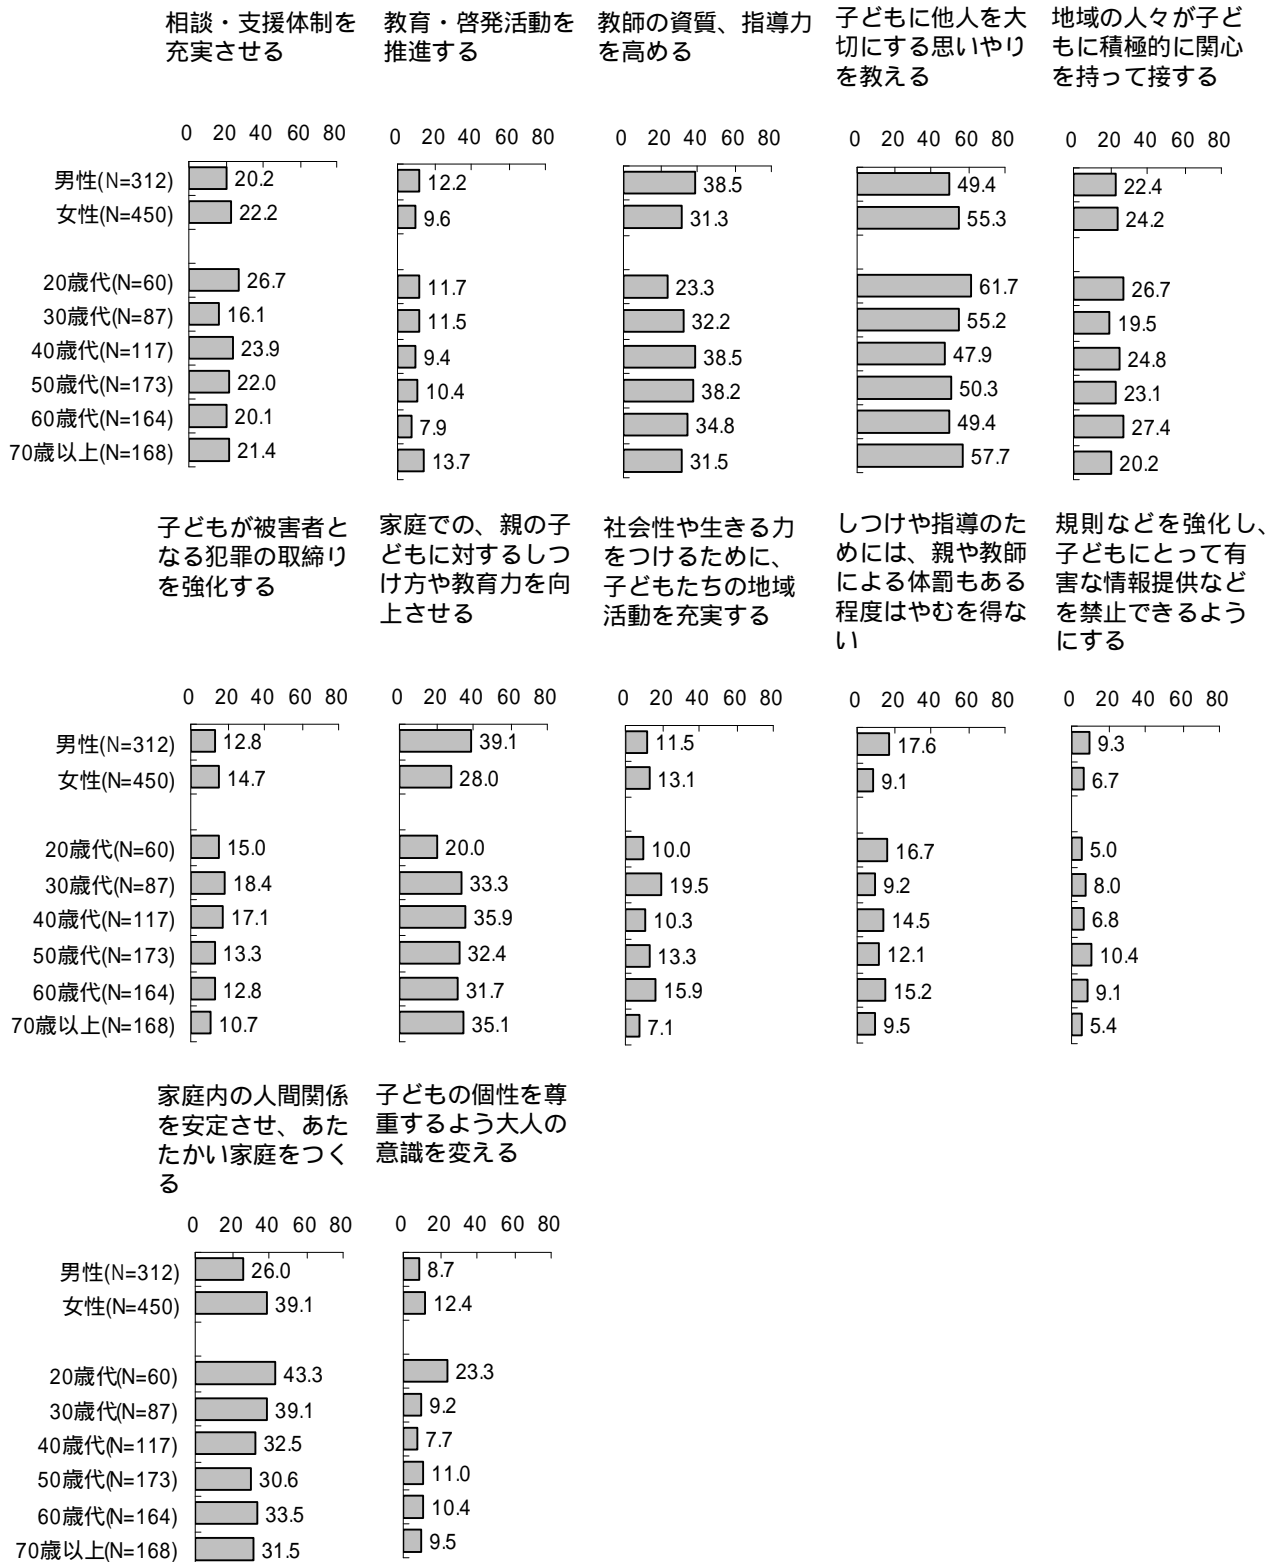 相談・支援体制を
充実させる
教育・啓発活動を
推進する
教師の資質、指導力
を高める
子どもに他人を大
切にする思いやり
を教える
地域の人々が子ど
もに積極的に関心
を持って接する
0 20 40 60 80
0 20 40 60 80
0 20 40 60 80
0 20 40 60 80
0 20 40 60 80
男性(N=312) 20.2 12.2 38.5 49.4 22.4
女性(N=450) 22.2 9.6 31.3 55.3 24.2
20歳代(N=60) 26.7 11.7 23.3 61.7 26.7
30歳代(N=87) 16.1 11.5 32.2 55.2 19.5
40歳代(N=117) 23.9 9.4 38.5 47.9 24.8
50歳代(N=173) 22.0 10.4 38.2 50.3 23.1
60歳代(N=164) 20.1 7.9 34.8 49.4 27.4
70歳以上(N=168) 21.4 13.7 31.5 57.7 20.2
子どもが被害者と
なる犯罪の取締り
を強化する
家庭での、親の子
どもに対するしつ
け方や教育力を向
上させる
社会性や生きる力
をつけるために、
子どもたちの地域
活動を充実する
しつけや指導のた
めには、親や教師
による体罰もある
程度はやむを得な
い
規則などを強化し、
子どもにとって有
害な情報提供など
を禁止できるよう
にする
0 20 40 60 80
0 20 40 60 80
0 20 40 60 80
0 20 40 60 80
0 20 40 60 80
男性(N=312) 12.8 39.1 11.5 17.6 9.3
女性(N=450) 14.7 28.0 13.1 9.1 6.7
20歳代(N=60) 15.0 20.0 10.0 16.7 5.0
30歳代(N=87) 18.4 33.3 19.5 9.2 8.0
40歳代(N=117) 17.1 35.9 10.3 14.5 6.8
50歳代(N=173) 13.3 32.4 13.3 12.1 10.4
60歳代(N=164) 12.8 31.7 15.9 15.2 9.1
70歳以上(N=168) 10.7 35.1 7.1 9.5 5.4
家庭内の人間関係
を安定させ、あた
たかい家庭をつく
る
子どもの個性を尊
重するよう大人の
意識を変える
0 20 40 60 80
0 20 40 60 80
男性(N=312) 26.0 8.7
女性(N=450) 39.1 12.4
20歳代(N=60) 43.3 23.3
30歳代(N=87) 39.1 9.2
40歳代(N=117) 32.5 7.7
50歳代(N=173) 30.6 11.0
60歳代(N=164) 33.5 10.4
70歳以上(N=168) 31.5 9.5